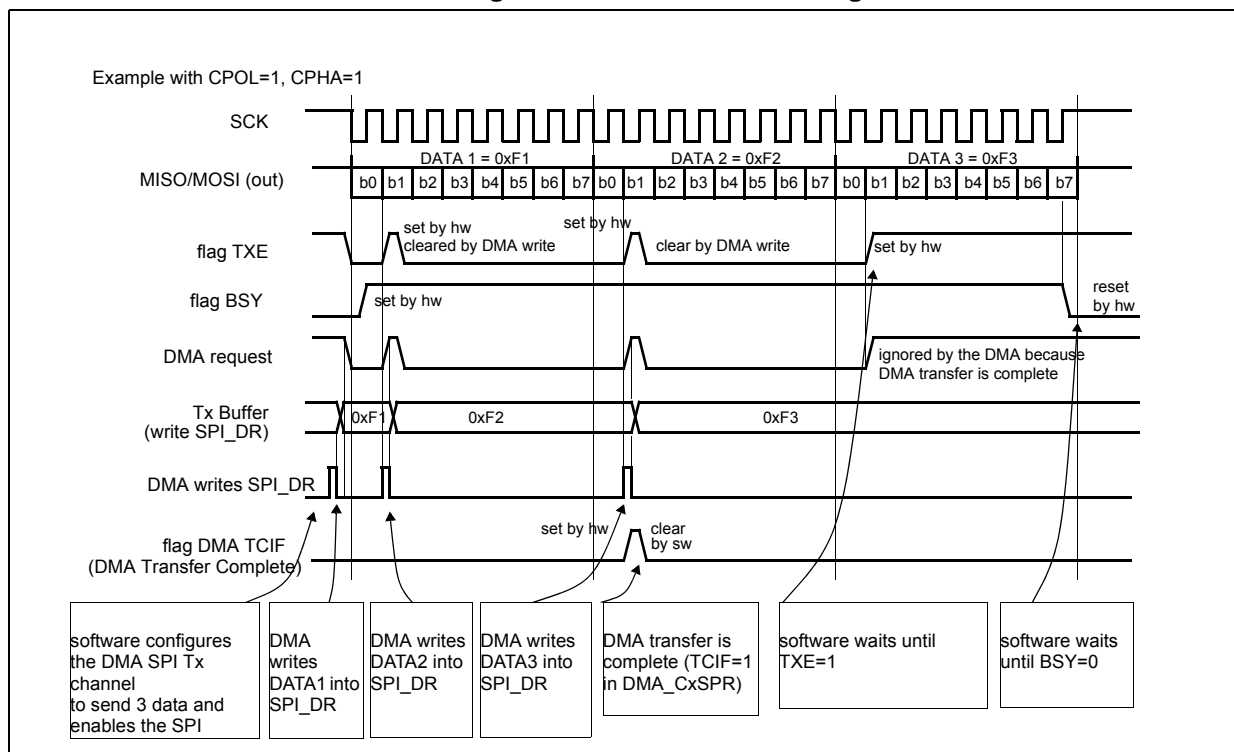 Example with CPOL=1, CPHA=1
SCK
DATA 1 = 0xF1 DATA 2 = 0xF2 DATA 3 = 0xF3
MISO/MOSI (out)
b0 b1 b2 b3 b4 b5 b6 b7 b0 b1 b2 b3 b4 b5 b6 b7 b0 b1 b2 b3 b4 b5 b6 b7
flag TXE
set by hw
cleared by DMA write
set by hw
clear by DMA write
set by hw
flag BSY
set by hw
reset
by hw
DMA request
ignored by the DMA because
DMA transfer is complete
Tx Buffer
(write SPI_DR)
0xF1 0xF2 0xF3
DMA writes SPI_DR
flag DMA TCIF
(DMA Transfer Complete)
set by hw
clear
by sw
software configures
the DMA SPI Tx
channel
to send 3 data and
enables the SPI
DMA
writes
DATA1 into
SPI_DR
DMA writes
DATA2 into
SPI_DR
DMA writes
DATA3 into
SPI_DR
DMA transfer is
complete (TCIF=1
in DMA_CxSPR)
software waits until
TXE=1
software waits
until BSY=0